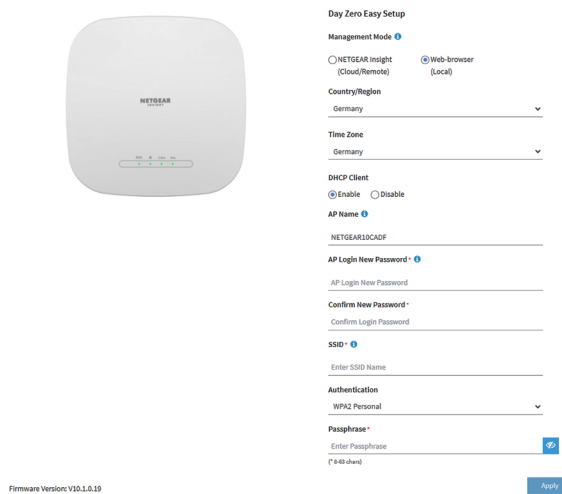 Day Zero Easy Setup
Management Mode
NETGEAR Insight
(Cloud/Remote)
Web-browser
(Local)
Country/Region
Germany
Time Zone
Germany
DHCP Client
Enable Disable
AP Name
NETGEAR10CADF
AP Login New Password*
AP Login New Password
Confirm New Password*
Confirm Login Password
SSID*
Enter SSID Name
Authentication
WPA2 Personal
Passphrase*
Enter Passphrase
(* 8-63 chars)
Apply
NETGEAR
INSIGHT
Firmware Version: V10.1.0.19